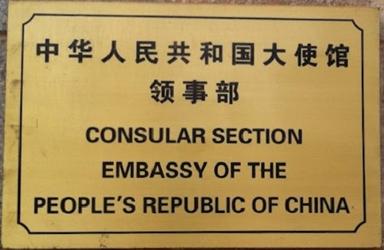 中华人民共和国大使馆
领事部
CONSULAR SECTION
EMBASSY OF THE
PEOPLE'S REPUBLIC OF CHINA